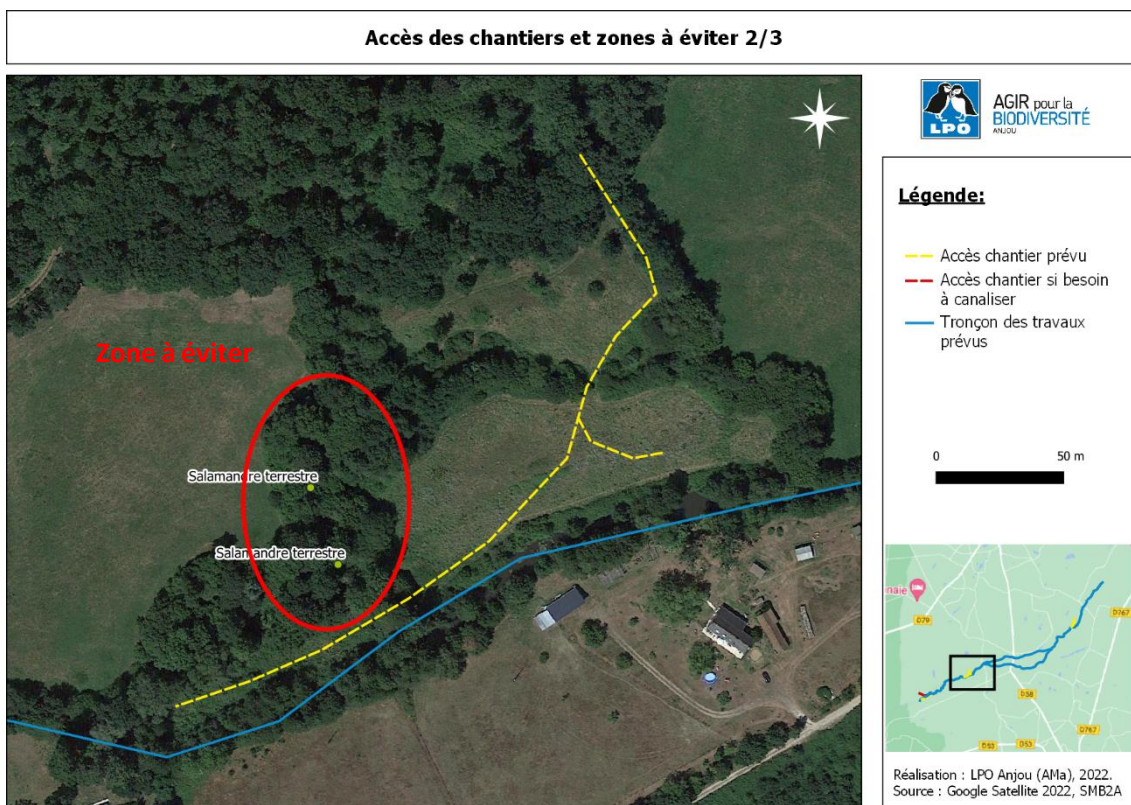 Accès des chantiers et zones à éviter 2/3
LPO
AGIR pour la
BIODIVERSITÉ
ANJOU
Légende:
Accès chantier prévu
Accès chantier si besoin
à canaliser
Tronçon des travaux
prévus
0 50 m
Zone à éviter
Salamandre terrestre
Salamandre terrestre
naie
D79
D767
D58
D53 D53
D767
Réalisation : LPO Anjou (AMa), 2022.
Source : Google Satellite 2022, SMB2A